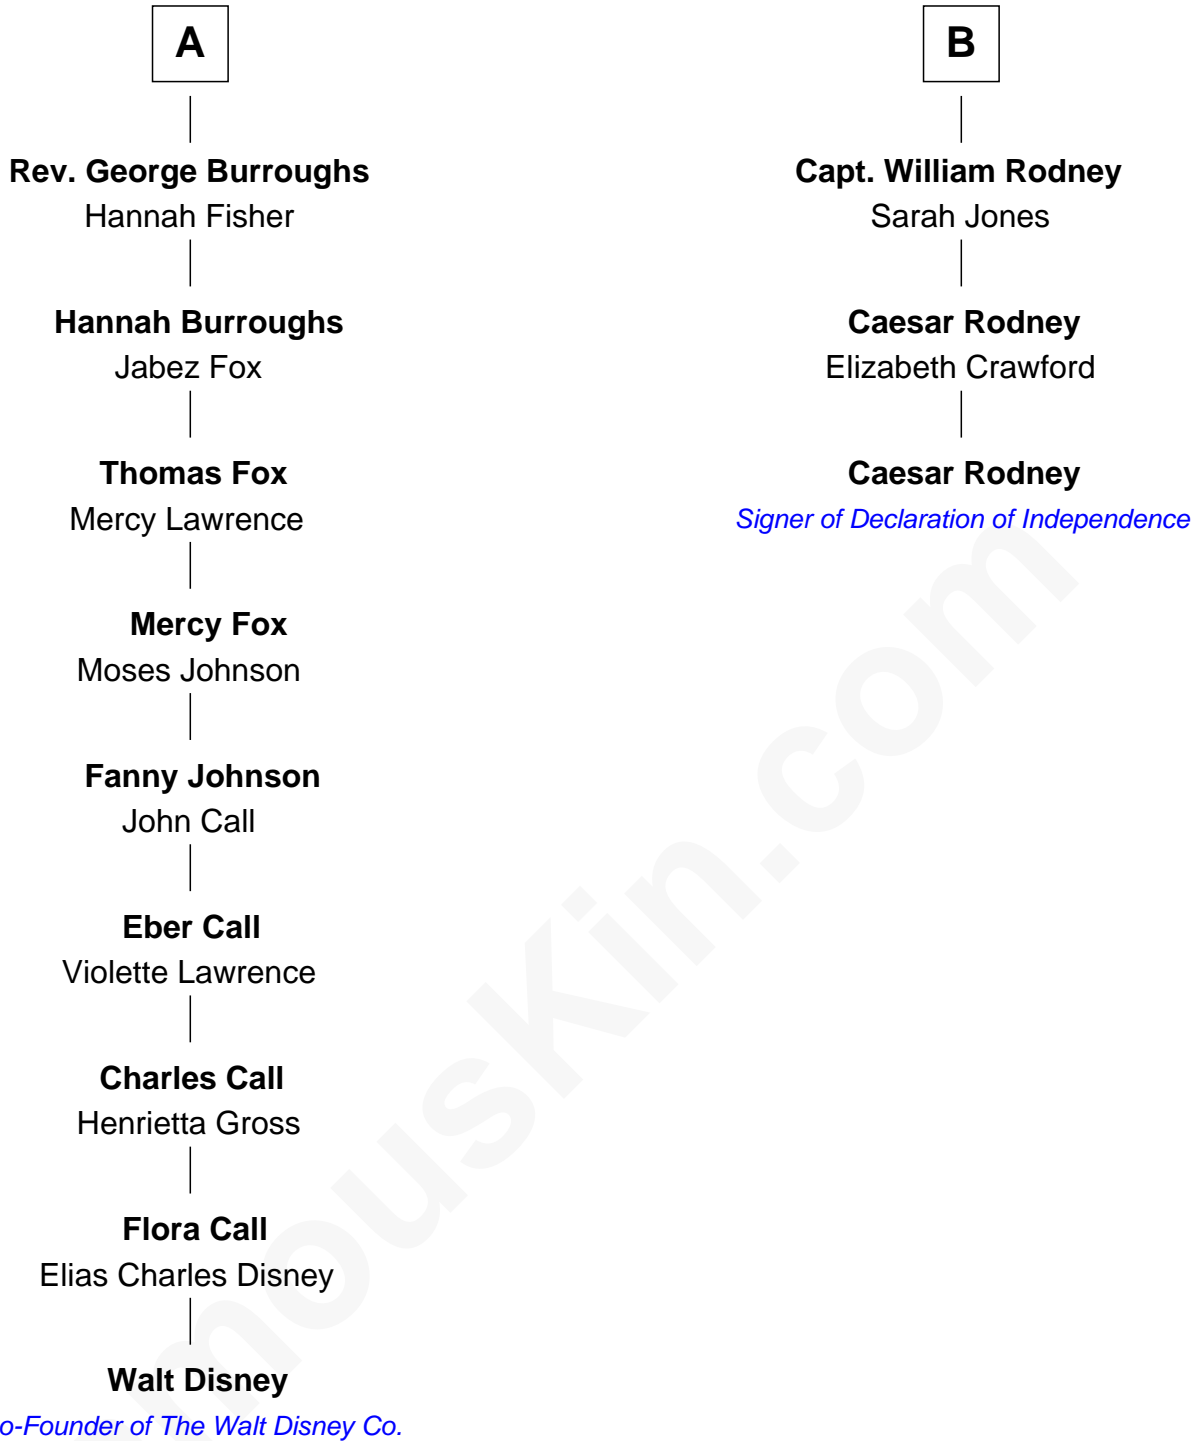 A
Rev. George Burroughs
Hannah Fisher
Hannah Burroughs
Jabez Fox
Thomas Fox
Mercy Lawrence
Mercy Fox
Moses Johnson
Fanny Johnson
John Call
Eber Call
Violette Lawrence
Charles Call
Henrietta Gross
Flora Call
Elias Charles Disney
Walt Disney
o-Founder of The Walt Disney Co.
B
Capt. William Rodney
Sarah Jones
Caesar Rodney
Elizabeth Crawford
Caesar Rodney
Signer of Declaration of Independence
mouskin.com